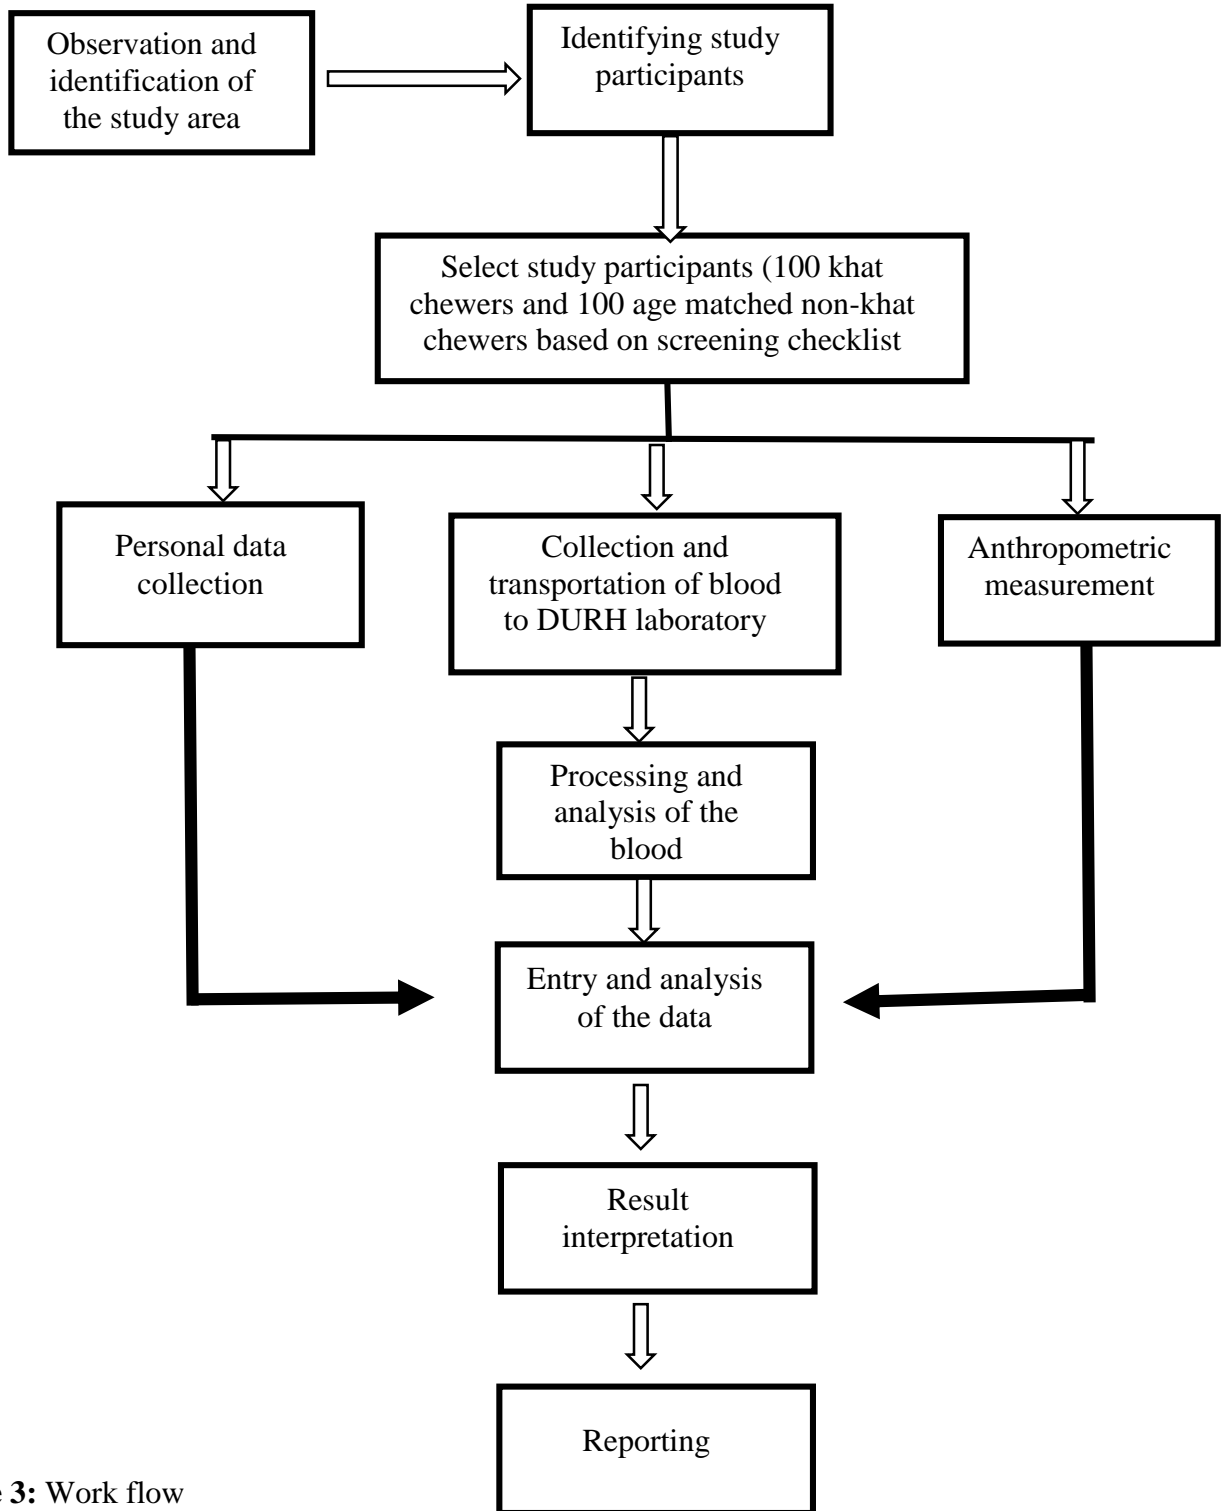 Observation and
identification of
the study area
Identifying study
participants
Select study participants (100 khat
chewers and 100 age matched non-khat
chewers based on screening checklist
Personal data
collection
Collection and
transportation of blood
to DURH laboratory
Anthropometric
measurement
Processing and
analysis of the
blood
Entry and analysis
of the data
Result
interpretation
Reporting
3: Work flow